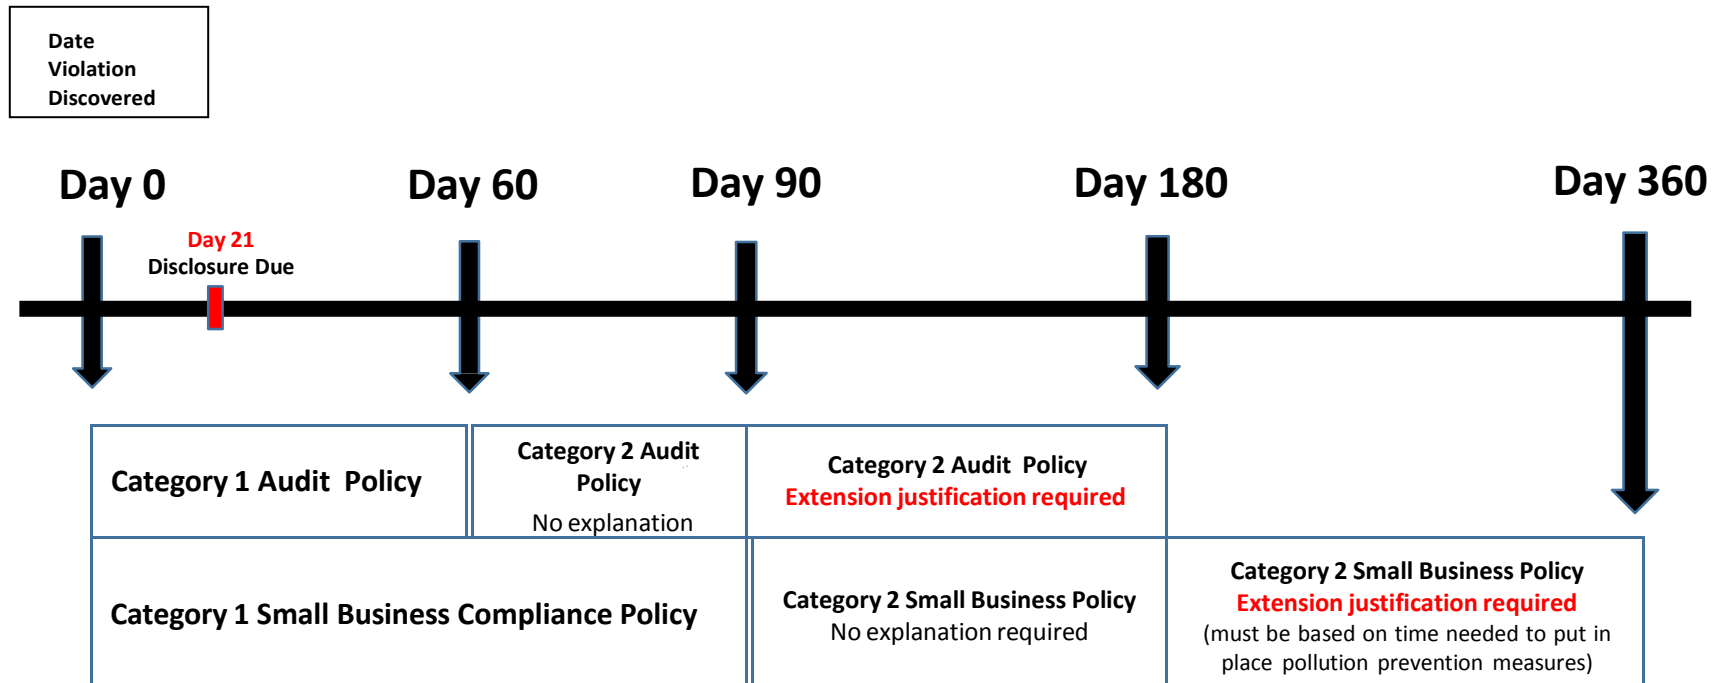 Date
Violation
Discovered
Day 0
Day 60
Day 90
Day 180
Day 360
Day 21
Disclosure Due
Category 1 Audit Policy
Category 2 Audit
Policy
No explanation
Category 2 Audit Policy
Extension justification required
Category 1 Small Business Compliance Policy
Category 2 Small Business Policy
No explanation required
Category 2 Small Business Policy
Extension justification required
(must be based on time needed to put in
place pollution prevention measures)